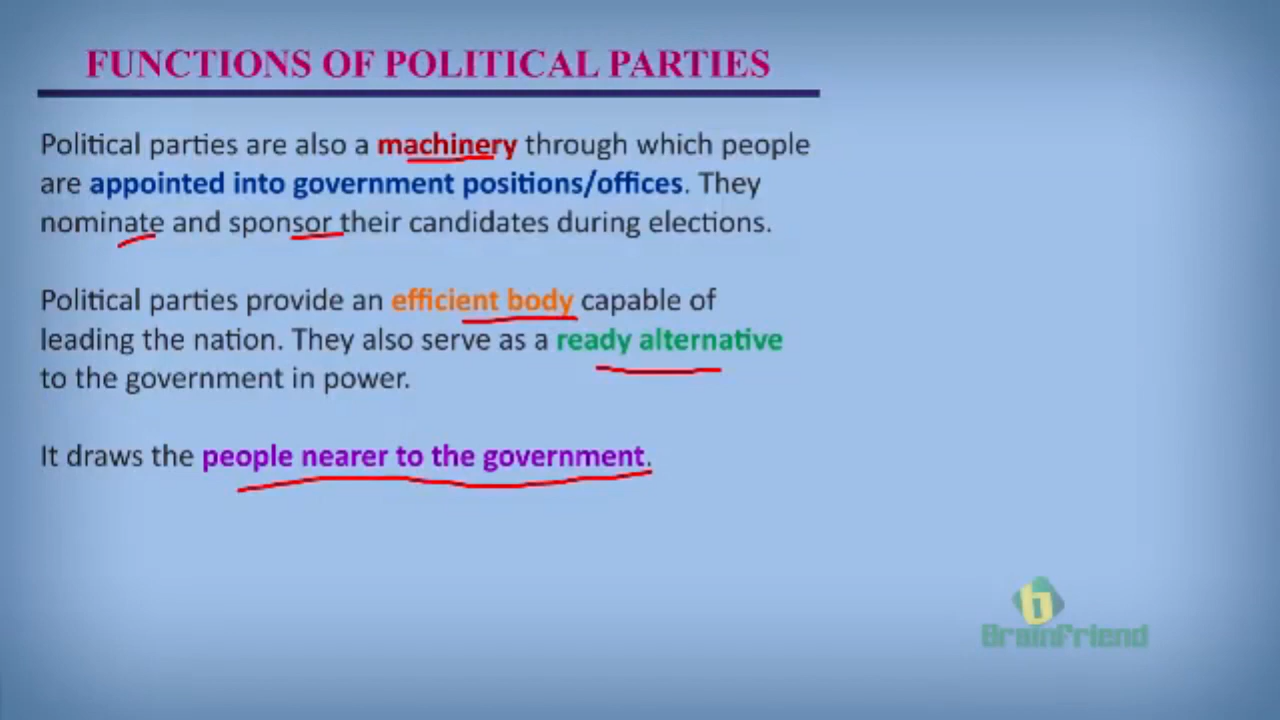 FUNCTIONS OF POLITICAL PARTIES
Political parties are also a machinery through which people
are appointed into government positions/offices. They
nominate and sponsor their candidates during elections.
Political parties provide an efficient body capable of
leading the nation. They also serve as a ready alternative
to the government in power.
It draws the people nearer to the government.
b
Brainfriend